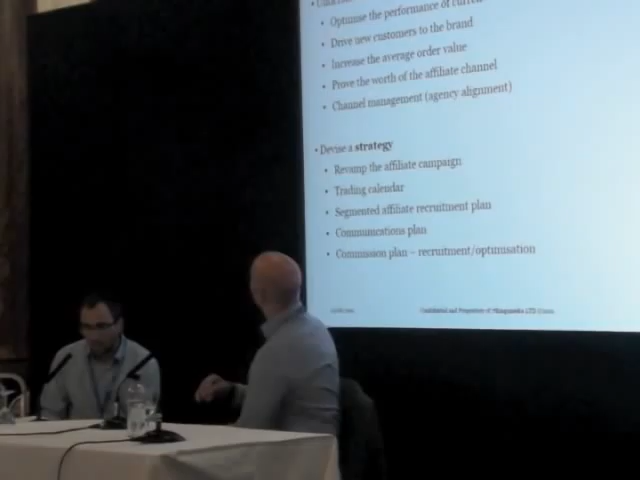 • Optimise the performance of
• Drive new customers to the brand
• Increase the average order value
• Prove the worth of the affiliate channel
• Channel management (agency alignment)
• Devise a strategy
• Revamp the affiliate campaign
• Trading calendar
• Segmented affiliate recruitment plan
• Communications plan
• Commission plan – recruitment/optimisation
Confidential and Property of